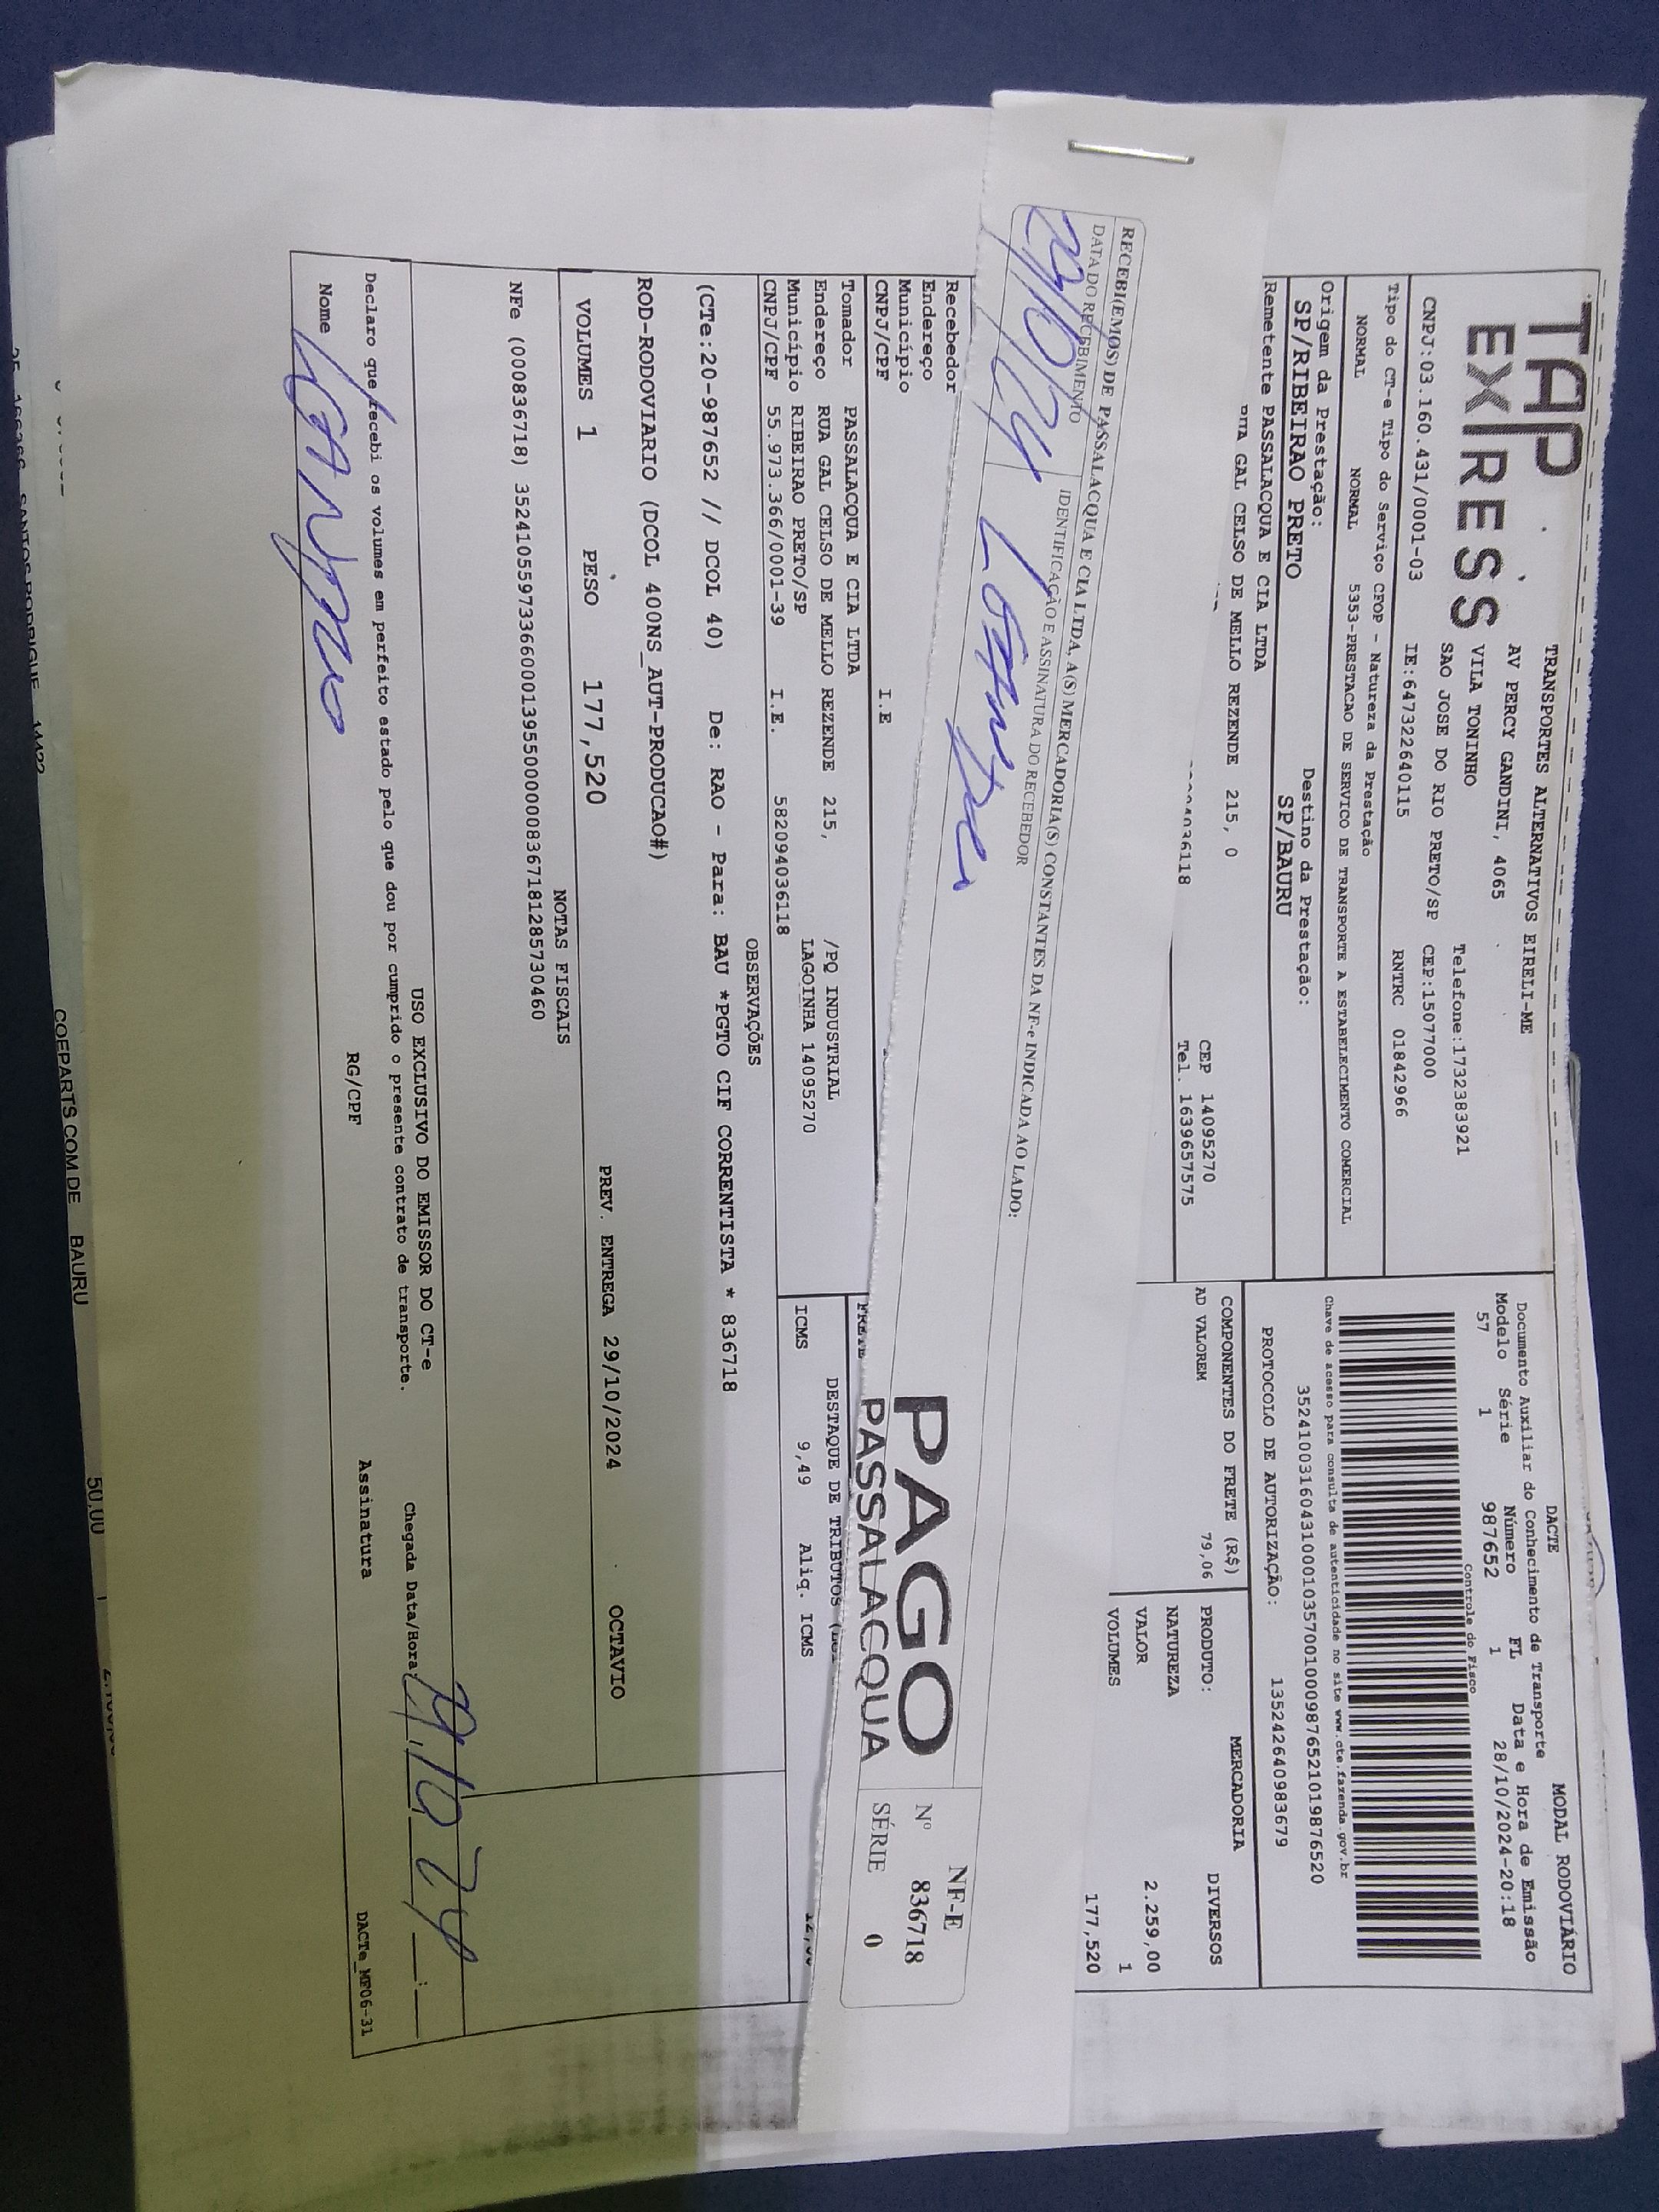 TAP
EXPRESS
TRANSPORTES ALTERNATIVOS EIRELI-ME
AV PERCY GANDINI, 4065
VILA TONINHO
Telefone:1732383921
SAO JOSE DO RIO PRETO/SP CEP:15077000
CNPJ:03.160.431/0001-03 IE:647322640115 RNTRC 01842966
Tipo do CT-e Tipo do Serviço CFOP - Natureza da Prestação
NORMAL NORMAL 5353-PRESTACAO DE SERVICO DE TRANSPORTE A ESTABELECIMENTO COMERCIAL
Origem da Prestação: Destino da Prestação:
SP/RIBEIRAO PRETO SP/BAURU
Remetente PASSALACQUA E CIA LTDA
RUA GAL CELSO DE MELLO REZENDE 215, 0
CEP 14095270
Tel. 1639657575
DACTE MODAL RODOVIÁRIO
Documento Auxiliar do Conhecimento de Transporte
Modelo Série Número FL Data e Hora de Emissão
57 1 987652 1 28/10/2024-20:18
Controle do Fisco
Chave de acesso para consulta de autenticidade no site www.cte.fazenda.gov.br
35241003160431000103570010009876521019876520
PROTOCOLO DE AUTORIZAÇÃO: 135242640983679
COMPONENTES DO FRETE (R$) MERCADORIA
AD VALOREM 79,06
PRODUTO: DIVERSOS
NATUREZA
VALOR 2.259,00
VOLUMES 1
177,520
RECEBI(EMOS) DE PASSALACQUA E CIA LTDA, A(S) MERCADORIA(S) CONSTANTES DA NF-e INDICADA AO LADO:
DATA DO RECEBIMENTO IDENTIFICAÇÃO E ASSINATURA DO RECEBEDOR
PAGO
PASSALACQUA
NF-E
Nº 836718
SÉRIE 0
Recebedor
Endereço
Município
CNPJ/CPF I.E
FRETE
Tomador PASSALACQUA E CIA LTDA
Endereço RUA GAL CELSO DE MELLO REZENDE 215, /PQ INDUSTRIAL
Município RIBEIRAO PRETO/SP LAGOINHA 14095270
CNPJ/CPF 55.973.366/0001-39 I.E. 582094036118
DESTAQUE DE TRIBUTOS
ICMS 9,49 Aliq. ICMS
OBSERVAÇÕES
(CTe:20-987652 // DCOL 40) De: RAO - Para: BAU *PGTO CIF CORRENTISTA * 836718
ROD-RODOVIARIO (DCOL 400NS_AUT-PRODUCAO#)
VOLUMES 1 PESO 177,520 PREV. ENTREGA 29/10/2024 OCTAVIO
NOTAS FISCAIS
NFe (000836718) 35241055973366000139550000008367181285730460
USO EXCLUSIVO DO EMISSOR DO CT-e
Declaro que recebi os volumes em perfeito estado pelo que dou por cumprido o presente contrato de transporte.
Chegada Data/Hora
Nome RG/CPF Assinatura
DACTe_MF06-31
COEPARTS COM DE BAURU 50,00